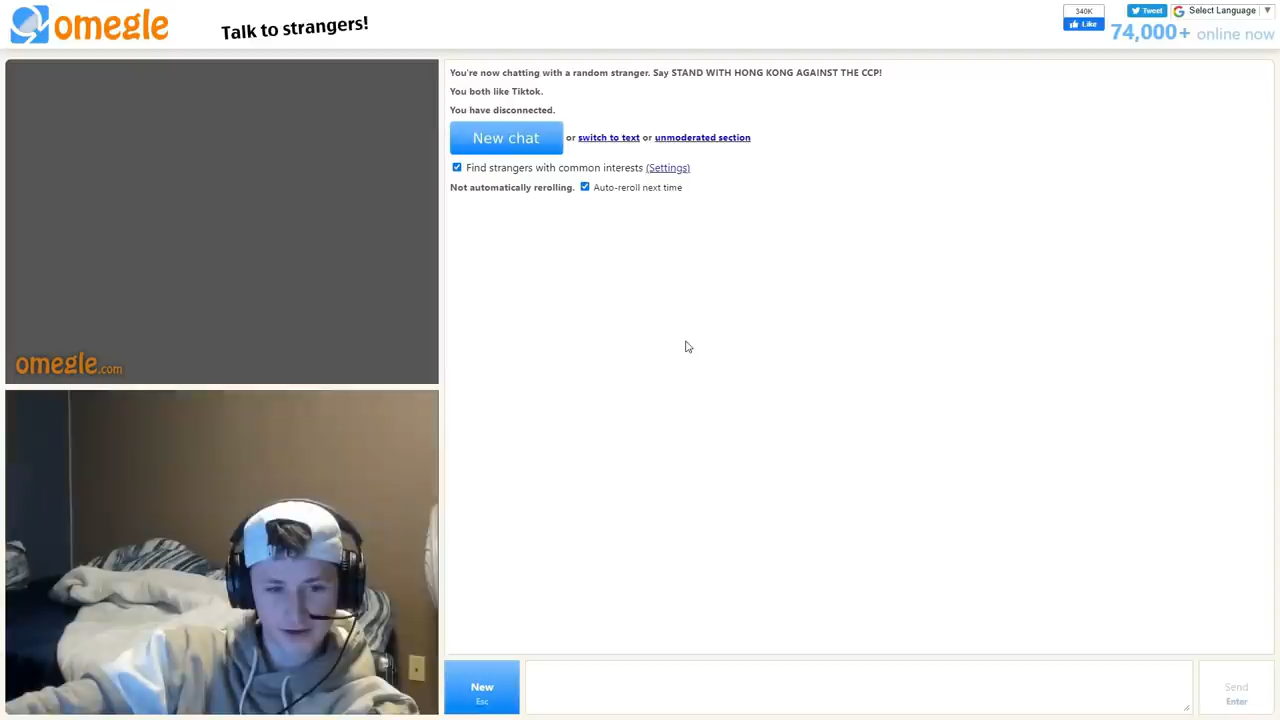 omegle
Talk to strangers!
340K
Like
Tweet
Select Language
74,000+ online now
You're now chatting with a random stranger. Say STAND WITH HONG KONG AGAINST THE CCP!
You both like Tiktok.
You have disconnected.
New chat or switch to text or unmoderated section
Find strangers with common interests (Settings)
Not automatically rerolling. Auto-reroll next time
omegle.com
New
Esc
Send
Enter